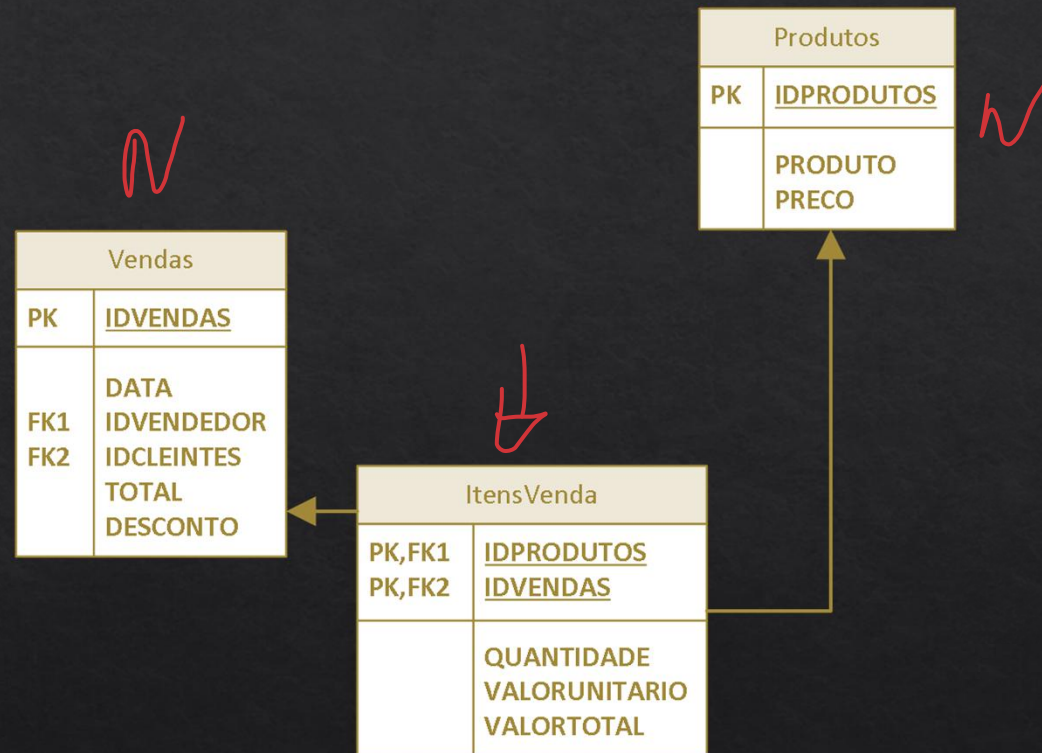 Produtos
PK IDPRODUTOS
PRODUTO
PRECO
N
N
Vendas
PK IDVENDAS
DATA
FK1 IDVENDEDOR
FK2 IDCLEINTES
TOTAL
DESCONTO
ItensVenda
PK,FK1 IDPRODUTOS
PK,FK2 IDVENDAS
QUANTIDADE
VALORUNITARIO
VALORTOTAL